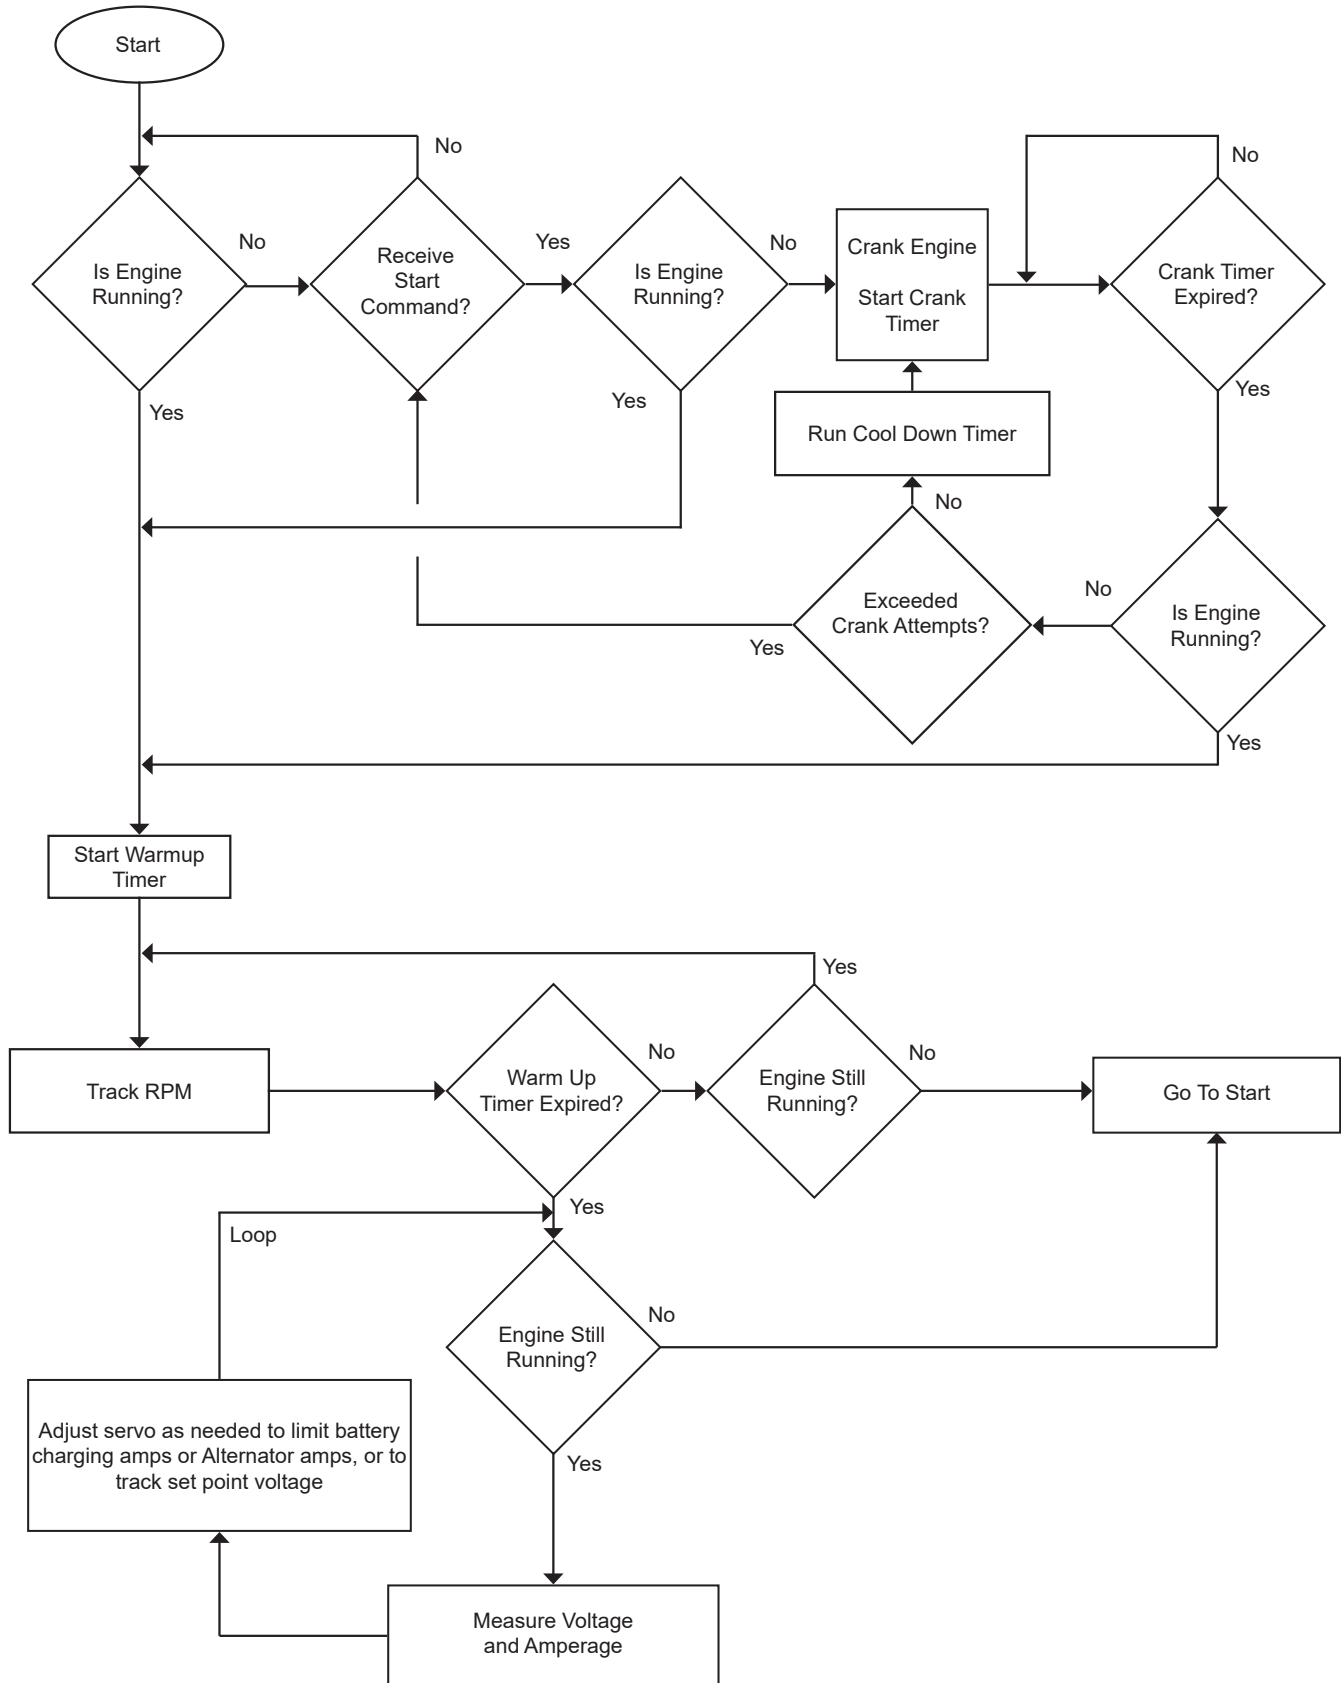 Start
No
No
Is Engine
Running?
No
Receive
Start
Command?
Yes
Is Engine
Running?
No
Crank Engine
Start Crank
Timer
Crank Timer
Expired?
Yes
Yes
Yes
Run Cool Down Timer
No
Exceeded
Crank Attempts?
No
Is Engine
Running?
Yes
Yes
Start Warmup
Timer
Yes
Track RPM
Warm Up
Timer Expired?
No
Engine Still
Running?
No
Go To Start
Yes
Loop
Engine Still
Running?
No
Adjust servo as needed to limit battery
charging amps or Alternator amps, or to
track set point voltage
Yes
Measure Voltage
and Amperage